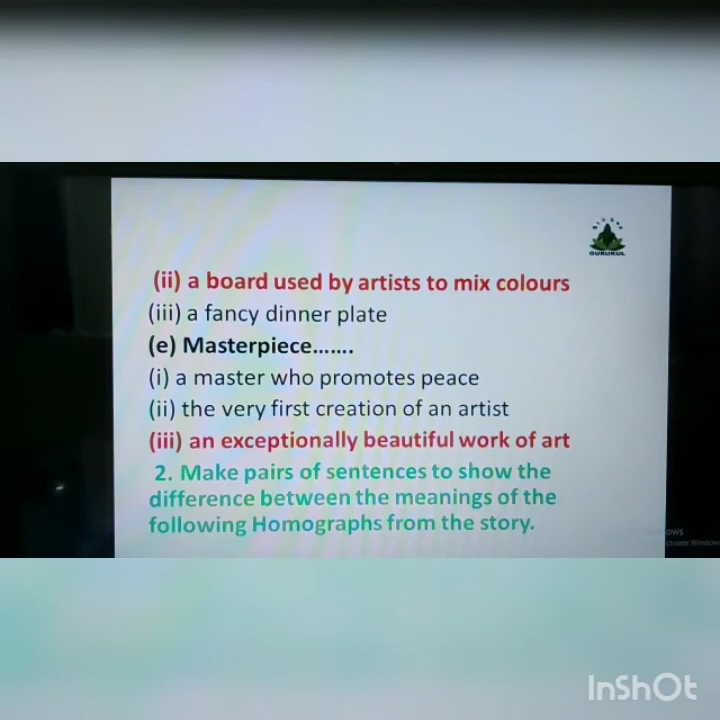 GURUKUL
(ii) a board used by artists to mix colours
(iii) a fancy dinner plate
(e) Masterpiece.......
(i) a master who promotes peace
(ii) the very first creation of an artist
(iii) an exceptionally beautiful work of art
2. Make pairs of sentences to show the
difference between the meanings of the
following Homographs from the story.
InShOt